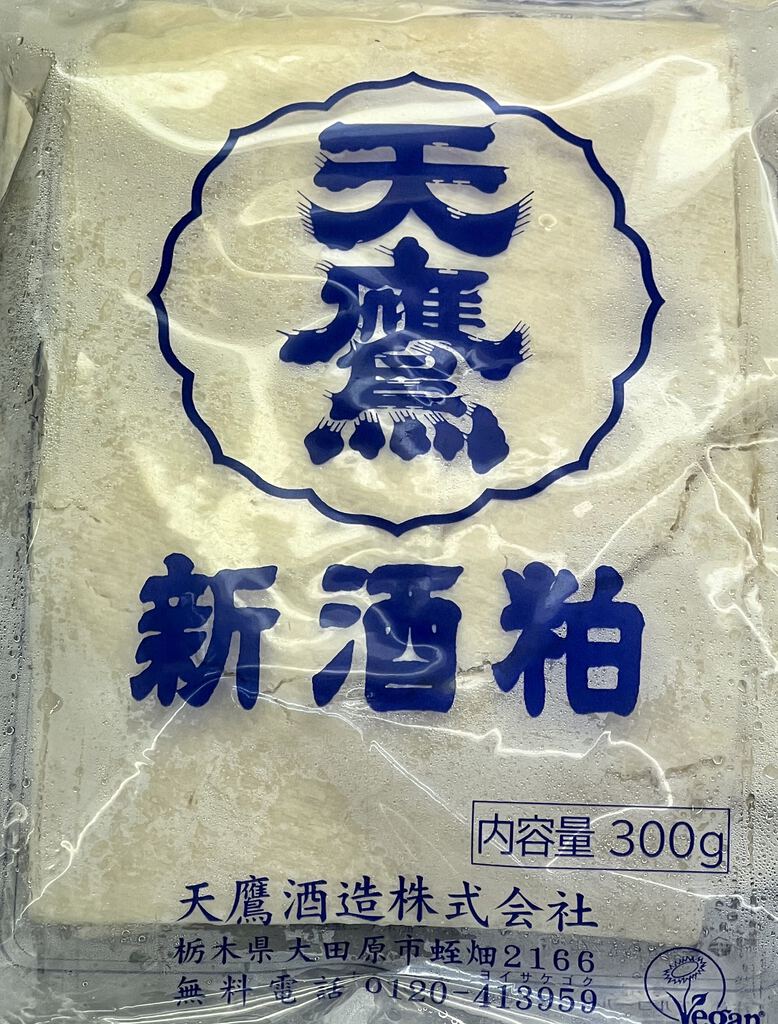 天鷹
新酒粕
内容量 300g
天鷹酒造株式会社
栃木県大田原市蛭畑2166
ヨイサケコク
無料電話 0120-413959
Vegan